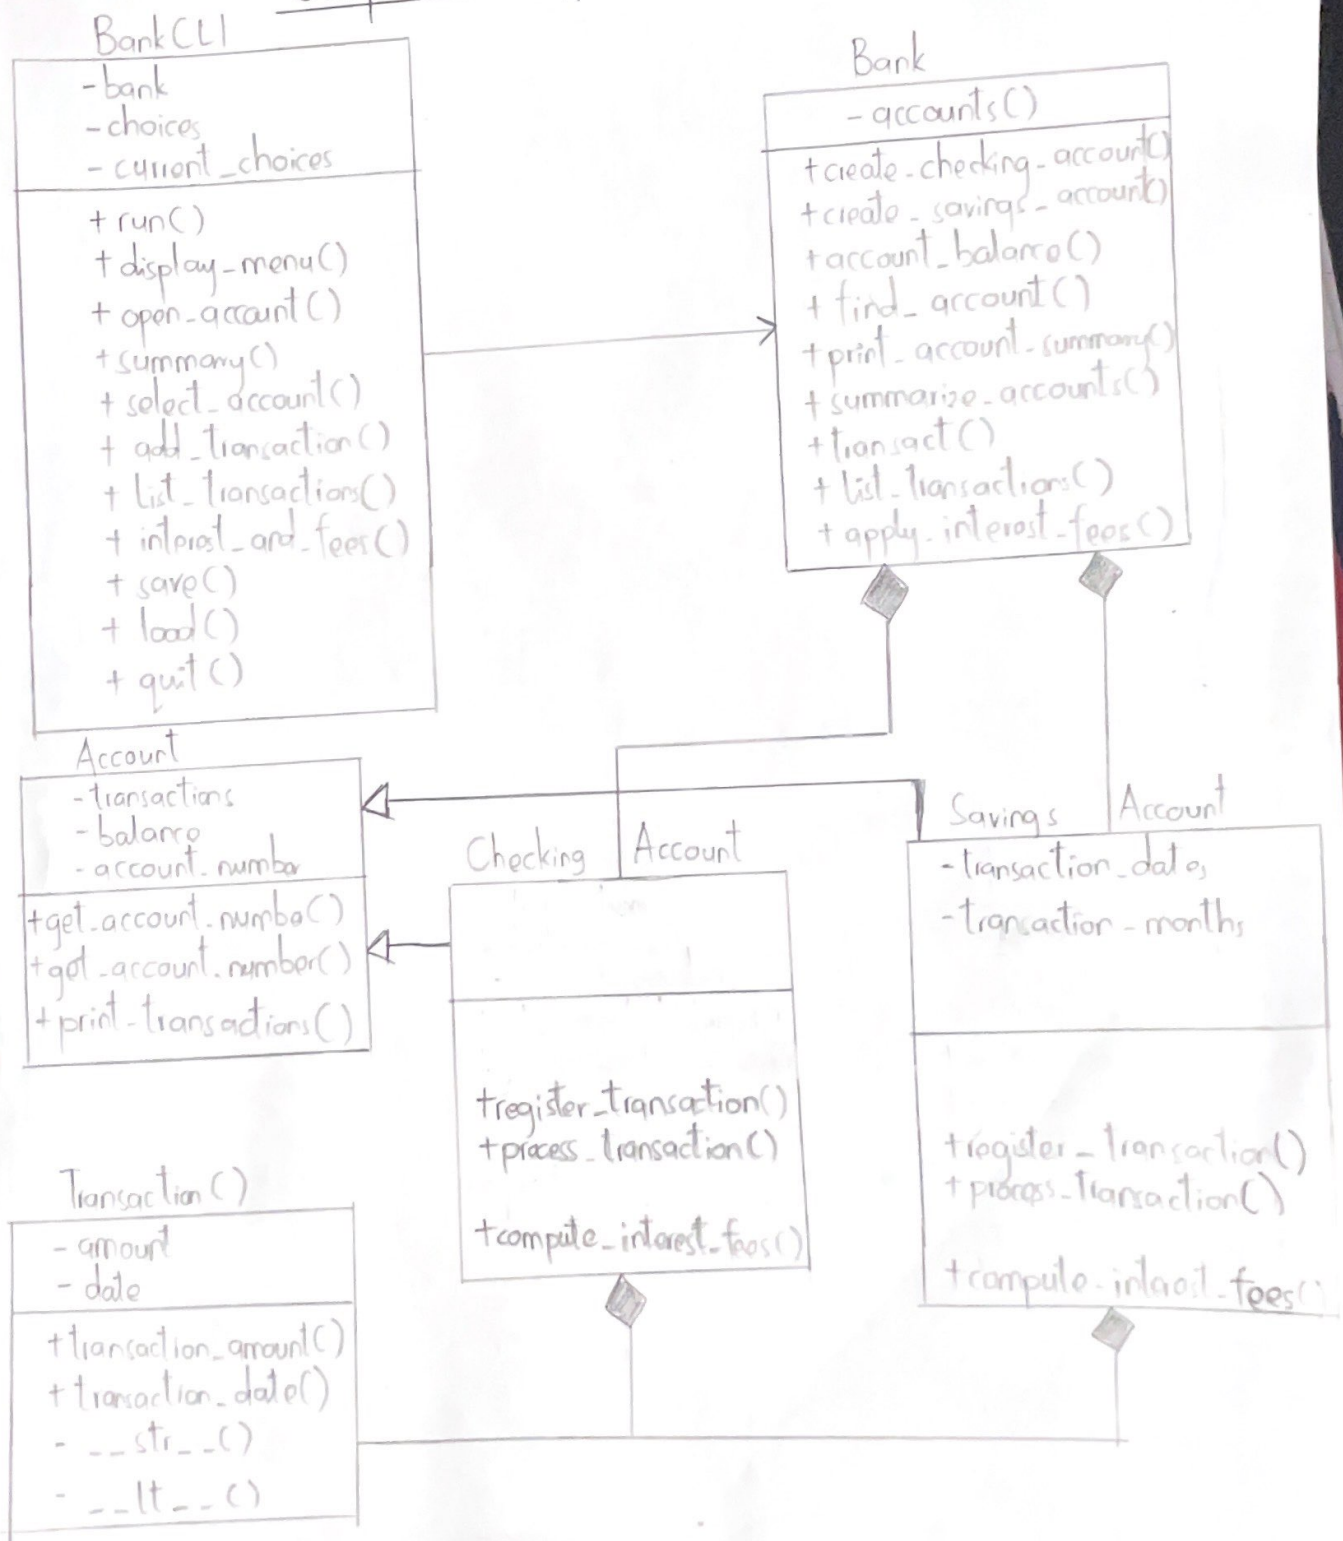 BankCLI
- bank
- choices
- current_choices
+ run()
+ display_menu()
+ open_account()
+ summary()
+ select_account()
+ add_transaction()
+ list_transactions()
+ interest_and_fees()
+ save()
+ load()
+ quit()
Bank
- accounts()
+create_checking_account()
+create_savings_account()
+account_balance()
+ find_account()
+print_account_summary()
+ summarize_accounts()
+transact()
+ list_transactions()
+ apply_interest_fees()
Account
- transactions
- balance
- account_number
+get_account_numbe()
+get_account_number()
+print_transactions()
Checking Account
+register_transaction()
+process_transaction()
+compute_interest_fees()
Savings Account
- transaction_dates
- transaction_months
+register_transaction()
+process_transaction()
+compute_interest_fees()
Transaction()
- amount
- date
+transaction_amount()
+transaction_date()
- __str__()
- __lt__()